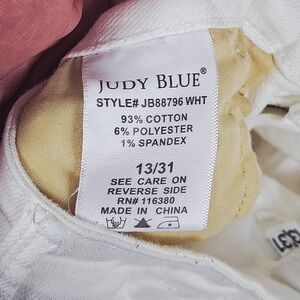 JUDY BLUE®
STYLE# JB88796 WHT
93% COTTON
6% POLYESTER
1% SPANDEX
13/31
SEE CARE ON
REVERSE SIDE
RN# 116380
MADE IN CHINA